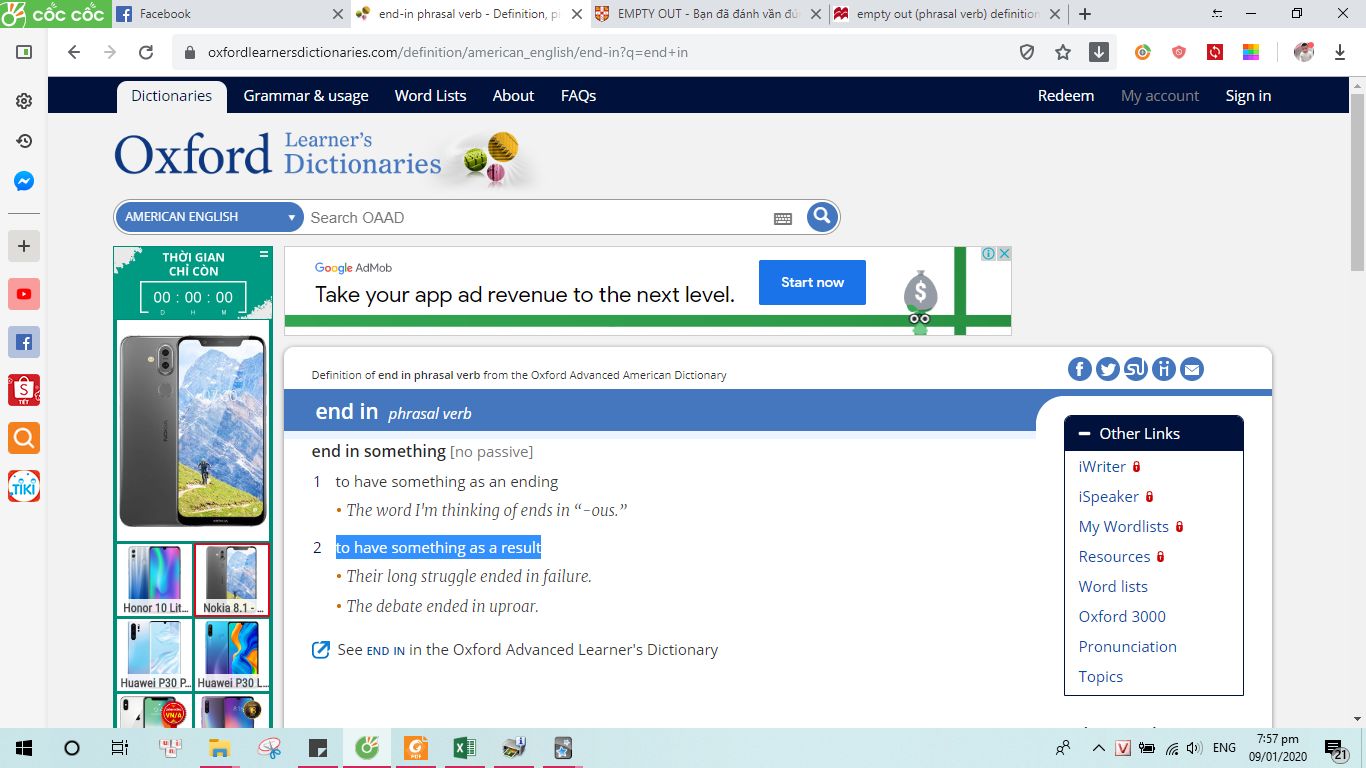 cốc cốc
Facebook
end-in phrasal verb - Definition, p
EMPTY OUT - Bạn đã đánh vần đú
empty out (phrasal verb) definition
oxfordlearnersdictionaries.com/definition/american_english/end-in?q=end+in
Dictionaries
Grammar & usage
Word Lists
About
FAQs
Redeem
My account
Sign in
Oxford Learner's Dictionaries
AMERICAN ENGLISH
Search OAAD
THỜI GIAN
CHỈ CÒN
00 : 00 : 00
D H M
NOKIA
Honor 10 Lit...
Nokia 8.1 - ...
Huawei P30 P...
Huawei P30 L...
VN/A
Google AdMob
Take your app ad revenue to the next level.
Start now
$
Definition of end in phrasal verb from the Oxford Advanced American Dictionary
end in phrasal verb
end in something [no passive]
1 to have something as an ending
• The word I'm thinking of ends in “-ous.”
2 to have something as a result
• Their long struggle ended in failure.
• The debate ended in uproar.
See END IN in the Oxford Advanced Learner's Dictionary
Other Links
iWriter
iSpeaker
My Wordlists
Resources
Word lists
Oxford 3000
Pronunciation
Topics
TẾT
TIKI
PDF
V
ENG
7:57 pm
09/01/2020
21